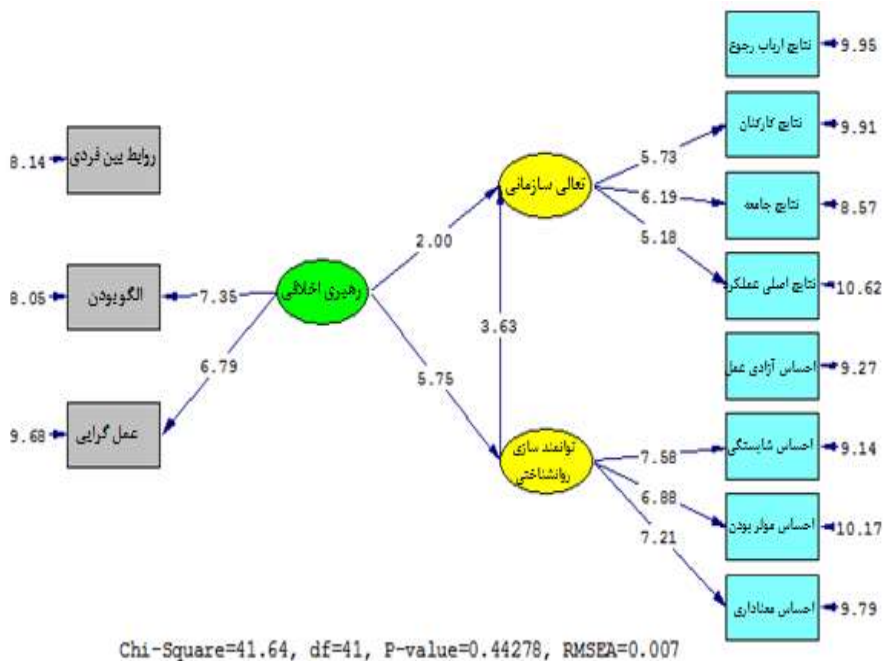 نتایج ارباب رجوع
9.95
نتایج کارکنان
9.91
5.73
8.14
روابط بین فردی
تعالی سازمانی
6.19
نتایج جامعه
8.57
2.00
5.18
نتایج اصلی عملکرد
10.62
8.05
الگو بودن
7.35
رهبری اخلاقی
3.63
6.79
5.75
احساس آزادی عمل
9.27
9.68
عمل گرایی
توانمند سازی
روانشناختی
7.58
احساس شایستگی
9.14
6.88
احساس موثر بودن
10.17
7.21
احساس معناداری
9.79
Chi-Square=41.64, df=41, P-value=0.44278, RMSEA=0.007